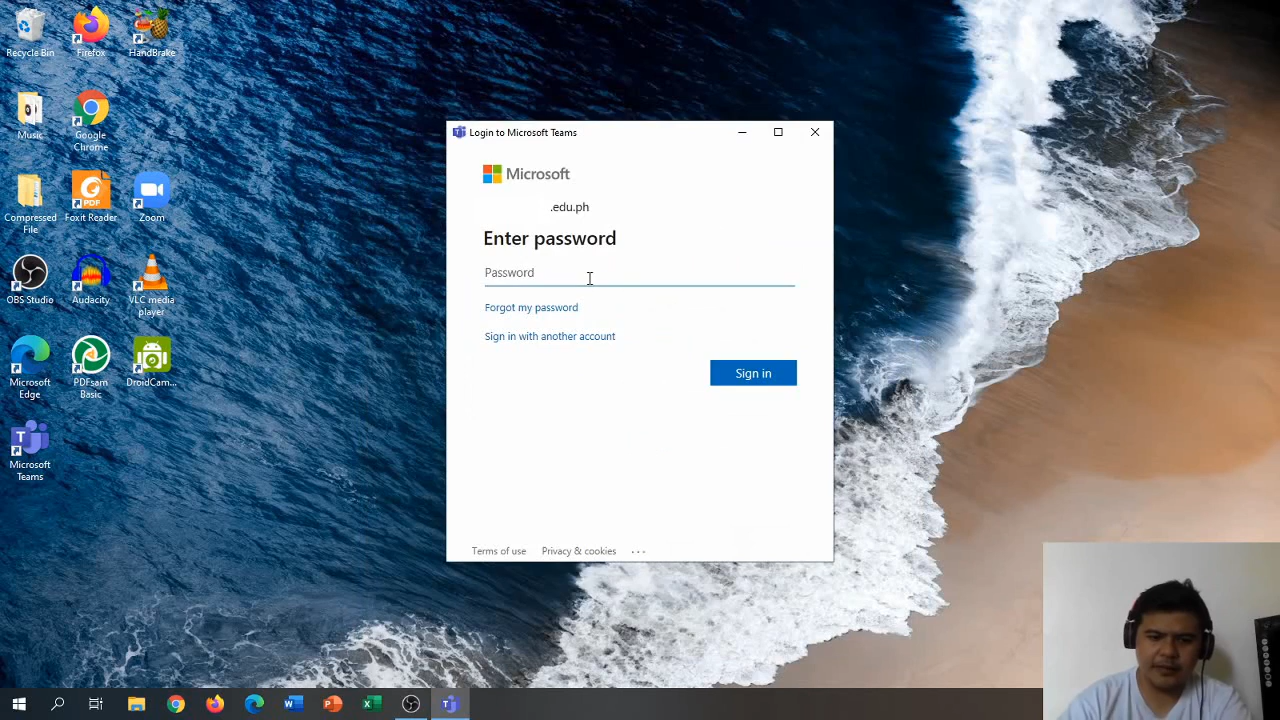 Recycle Bin
Firefox
HandBrake
Music
Google
Chrome
Compressed
File
Foxit Reader
Zoom
OBS Studio
Audacity
VLC media
player
Microsoft
Edge
PDFsam
Basic
DroidCam...
Microsoft
Teams
PDF
Login to Microsoft Teams
Microsoft
.edu.ph
Enter password
Password
Forgot my password
Sign in with another account
Sign in
Terms of use
Privacy & cookies
...